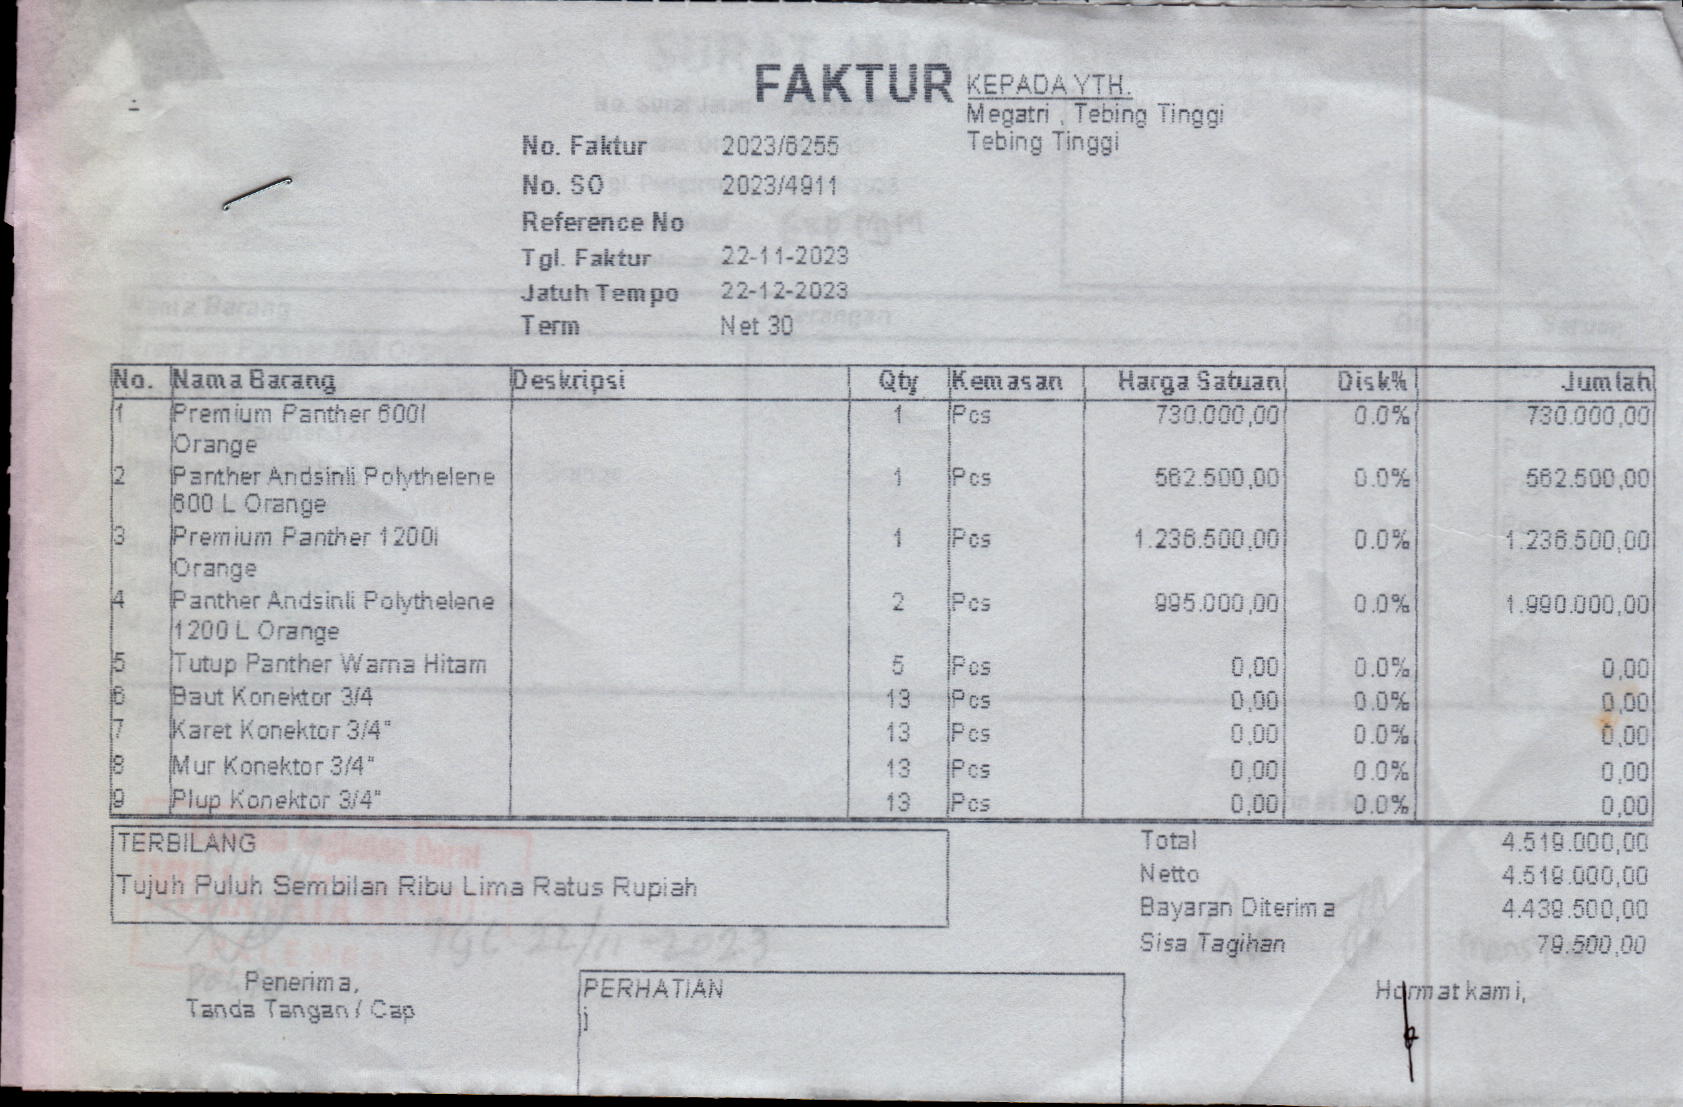 FAKTUR
KEPADA YTH.
Megatri , Tebing Tinggi
Tebing Tinggi
No. Faktur 2023/6255
No. SO 2023/4911
Reference No
Tgl. Faktur 22-11-2023
Jatuh Tempo 22-12-2023
Term Net 30
No. Nama Barang Deskripsi Qty Kemasan Harga Satuan Disk% Jumlah
1 Premium Panther 600l 1 Pcs 730.000,00 0.0% 730.000,00
Orange
2 Panther Andsinli Polythelene 1 Pcs 562.500,00 0.0% 562.500,00
600 L Orange
3 Premium Panther 1200l 1 Pcs 1.236.500,00 0.0% 1.236.500,00
Orange
4 Panther Andsinli Polythelene 2 Pcs 995.000,00 0.0% 1.990.000,00
1200 L Orange
5 Tutup Panther Warna Hitam 5 Pcs 0,00 0.0% 0,00
6 Baut Konektor 3/4 13 Pcs 0,00 0.0% 0,00
7 Karet Konektor 3/4" 13 Pcs 0,00 0.0% 0,00
8 Mur Konektor 3/4" 13 Pcs 0,00 0.0% 0,00
9 Plup Konektor 3/4" 13 Pcs 0,00 0.0% 0,00
TERBILANG
Tujuh Puluh Sembilan Ribu Lima Ratus Rupiah
Total 4.519.000,00
Netto 4.519.000,00
Bayaran Diterima 4.439.500,00
Sisa Tagihan 79.500,00
Tgl 22/11-2023
Penerima,
Tanda Tangan / Cap
PERHATIAN
j
Hormat kami,